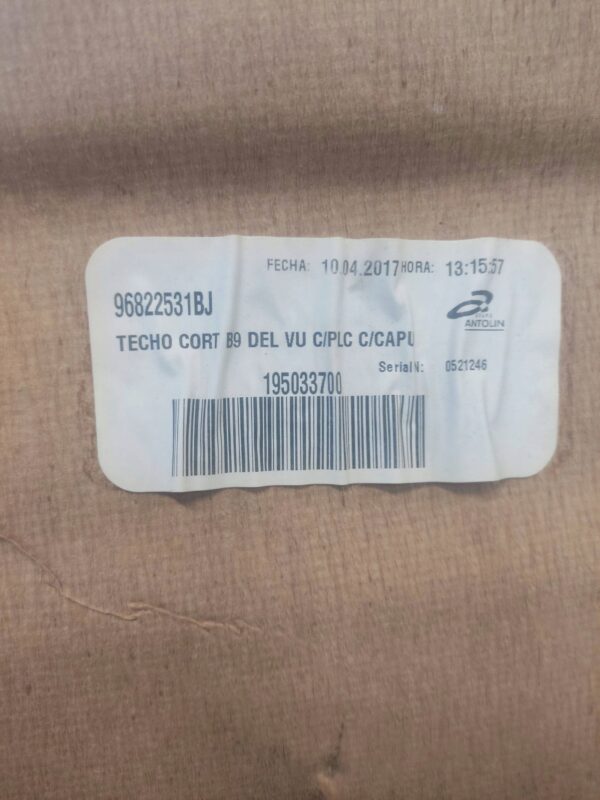 FECHA: 10.04.2017 HORA: 13:15:57
96822531BJ
GRUPO
ANTOLIN
TECHO CORT B9 DEL VU C/PLC C/CAPU
Serial N: 0521246
195033700